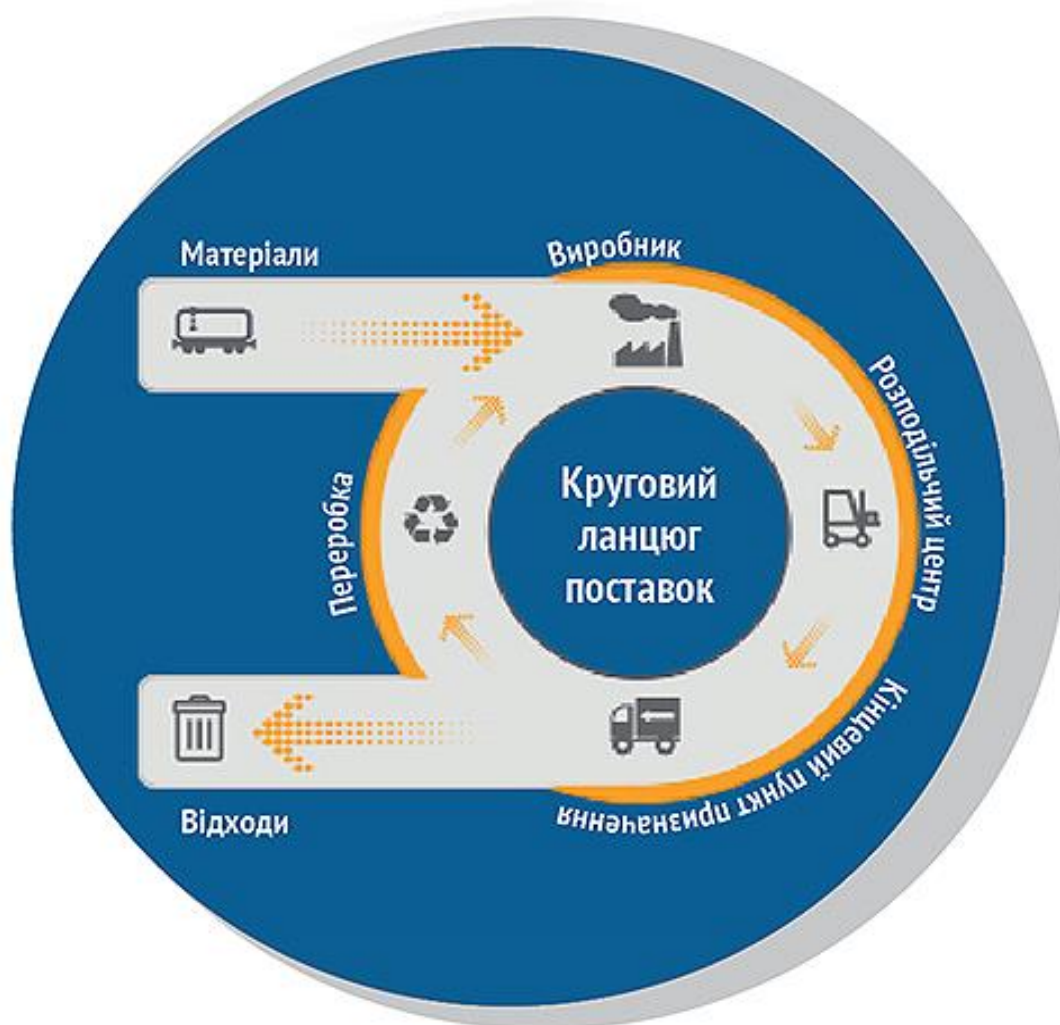 Матеріали
Виробник
Розподільчий центр
Кінцевий пункт призначення
Переробка
Круговий
ланцюг
поставок
Відходи